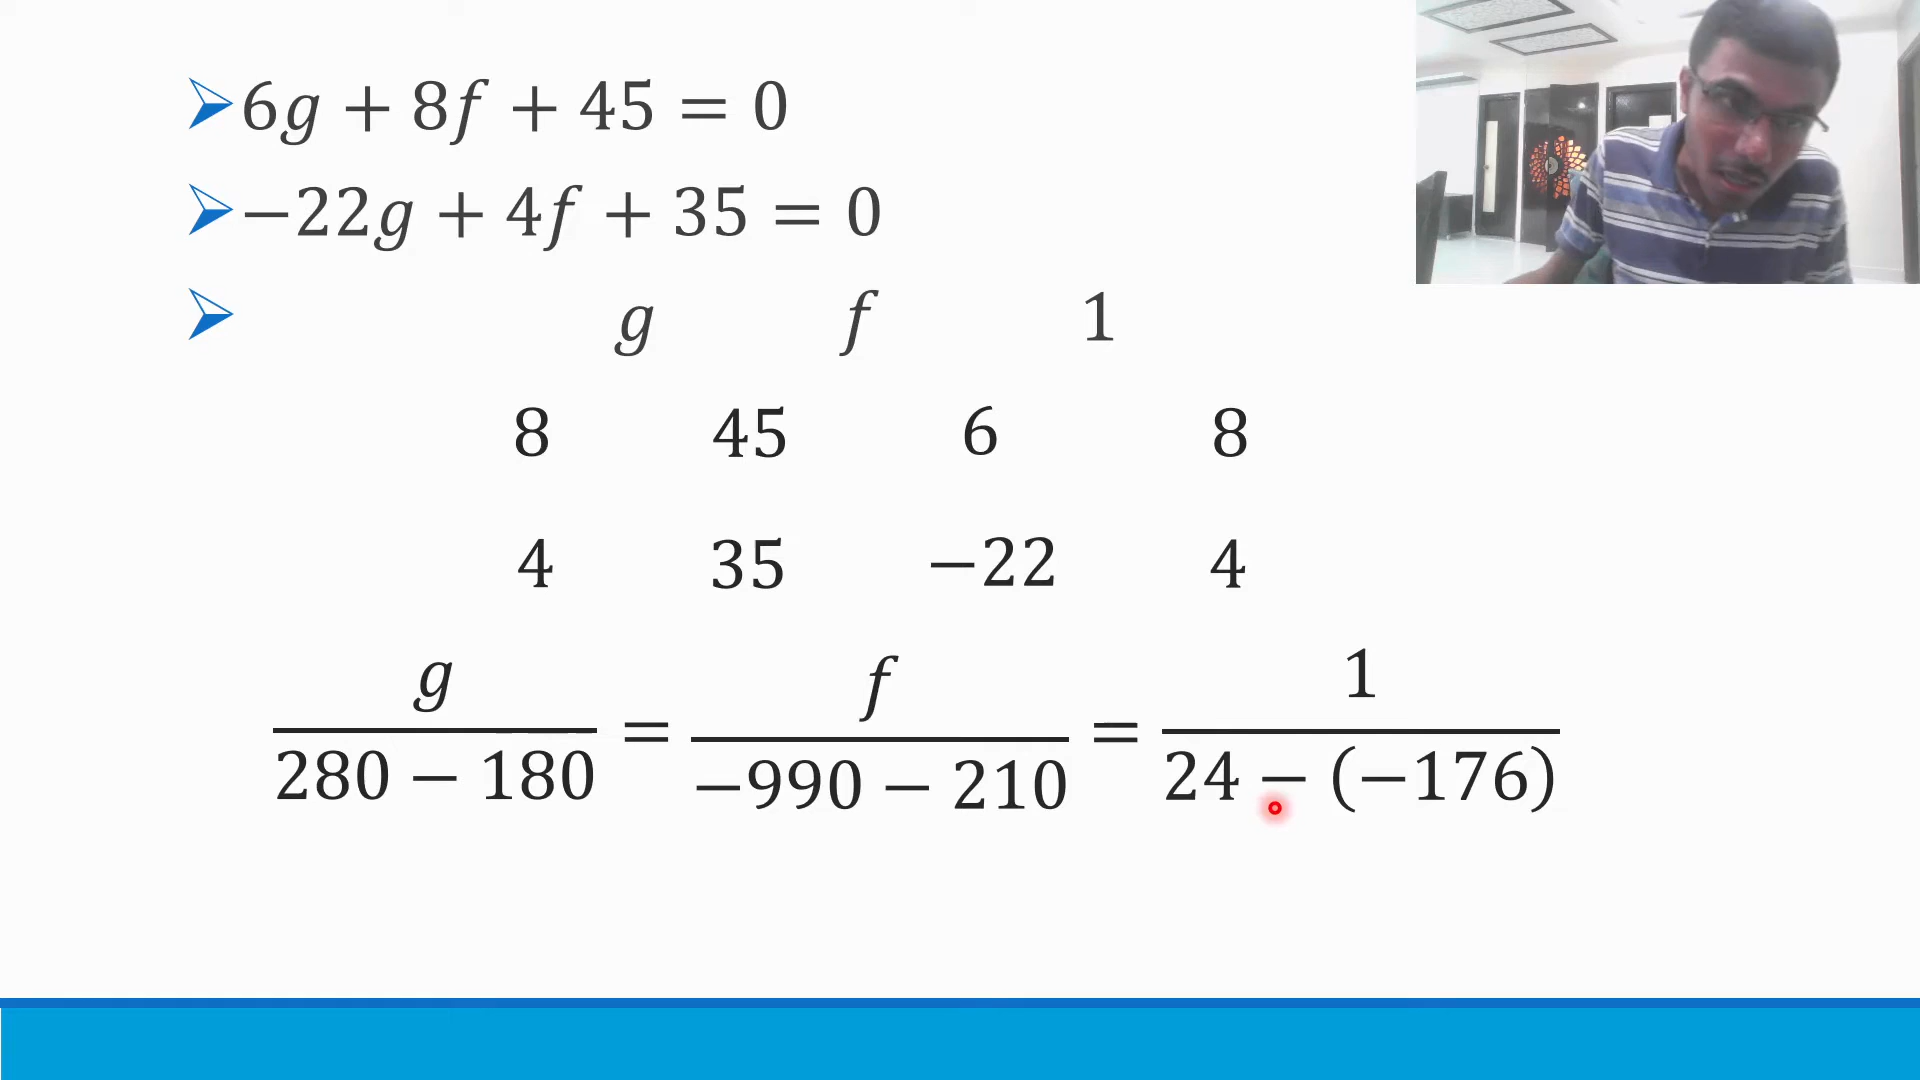 6g + 8f + 45 = 0
−22g + 4f + 35 = 0
g f 1
8 45 6 8
4 35 −22 4
g/(280 − 180) = f/(−990 − 210) = 1/(24 − (−176))